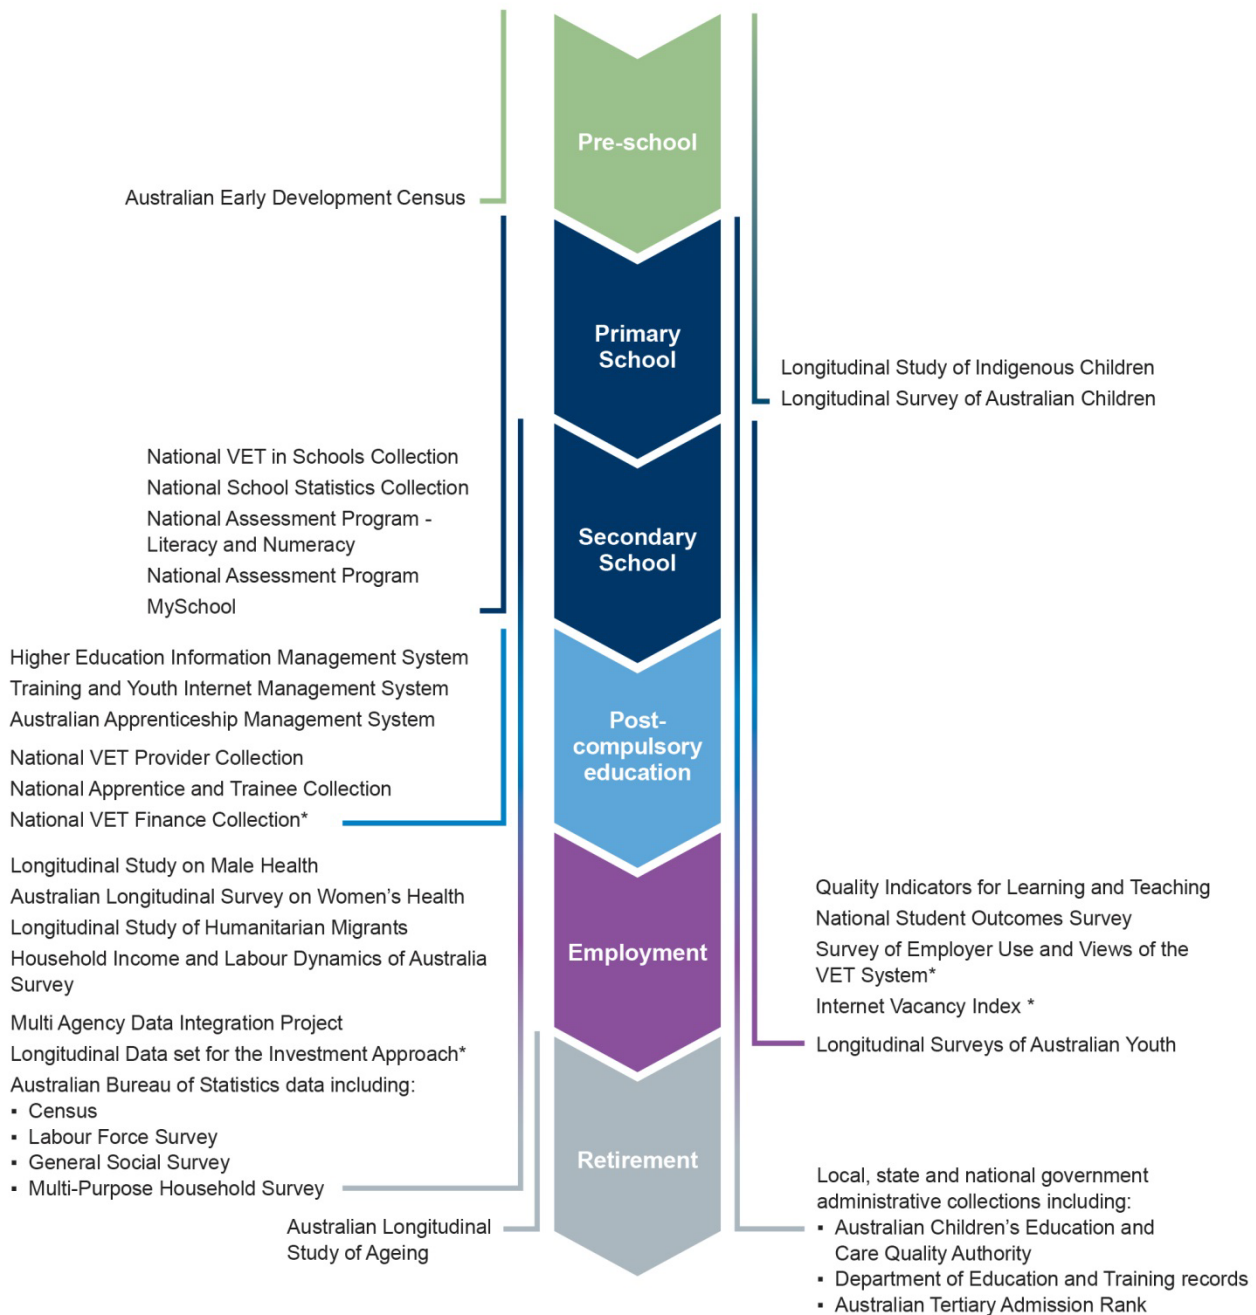 Pre-school
Australian Early Development Census
Primary
School
Longitudinal Study of Indigenous Children
Longitudinal Survey of Australian Children
National VET in Schools Collection
National School Statistics Collection
National Assessment Program -
Literacy and Numeracy
National Assessment Program
MySchool
Secondary
School
Higher Education Information Management System
Training and Youth Internet Management System
Australian Apprenticeship Management System
National VET Provider Collection
National Apprentice and Trainee Collection
National VET Finance Collection*
Post-
compulsory
education
Longitudinal Study on Male Health
Australian Longitudinal Survey on Women’s Health
Longitudinal Study of Humanitarian Migrants
Household Income and Labour Dynamics of Australia
Survey
Multi Agency Data Integration Project
Longitudinal Data set for the Investment Approach*
Australian Bureau of Statistics data including:
▪ Census
▪ Labour Force Survey
▪ General Social Survey
▪ Multi-Purpose Household Survey
Employment
Quality Indicators for Learning and Teaching
National Student Outcomes Survey
Survey of Employer Use and Views of the
VET System*
Internet Vacancy Index *
Longitudinal Surveys of Australian Youth
Retirement
Australian Longitudinal
Study of Ageing
Local, state and national government
administrative collections including:
▪ Australian Children’s Education and
Care Quality Authority
▪ Department of Education and Training records
▪ Australian Tertiary Admission Rank